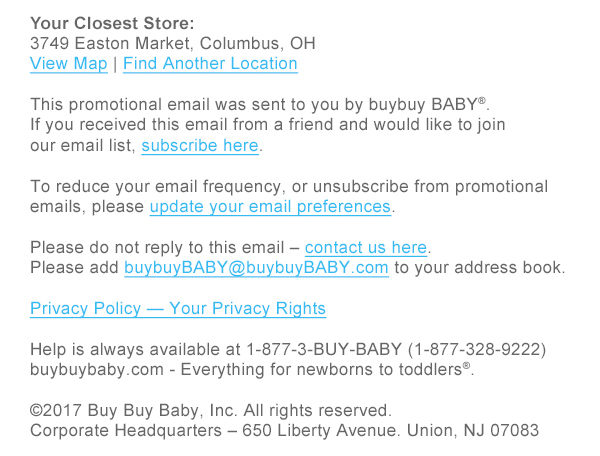 Your Closest Store:
3749 Easton Market, Columbus, OH
View Map | Find Another Location
This promotional email was sent to you by buybuy BABY®.
If you received this email from a friend and would like to join
our email list, subscribe here.
To reduce your email frequency, or unsubscribe from promotional
emails, please update your email preferences.
Please do not reply to this email – contact us here.
Please add buybuyBABY@buybuyBABY.com to your address book.
Privacy Policy — Your Privacy Rights
Help is always available at 1-877-3-BUY-BABY (1-877-328-9222)
buybuybaby.com - Everything for newborns to toddlers®.
©2017 Buy Buy Baby, Inc. All rights reserved.
Corporate Headquarters – 650 Liberty Avenue. Union, NJ 07083